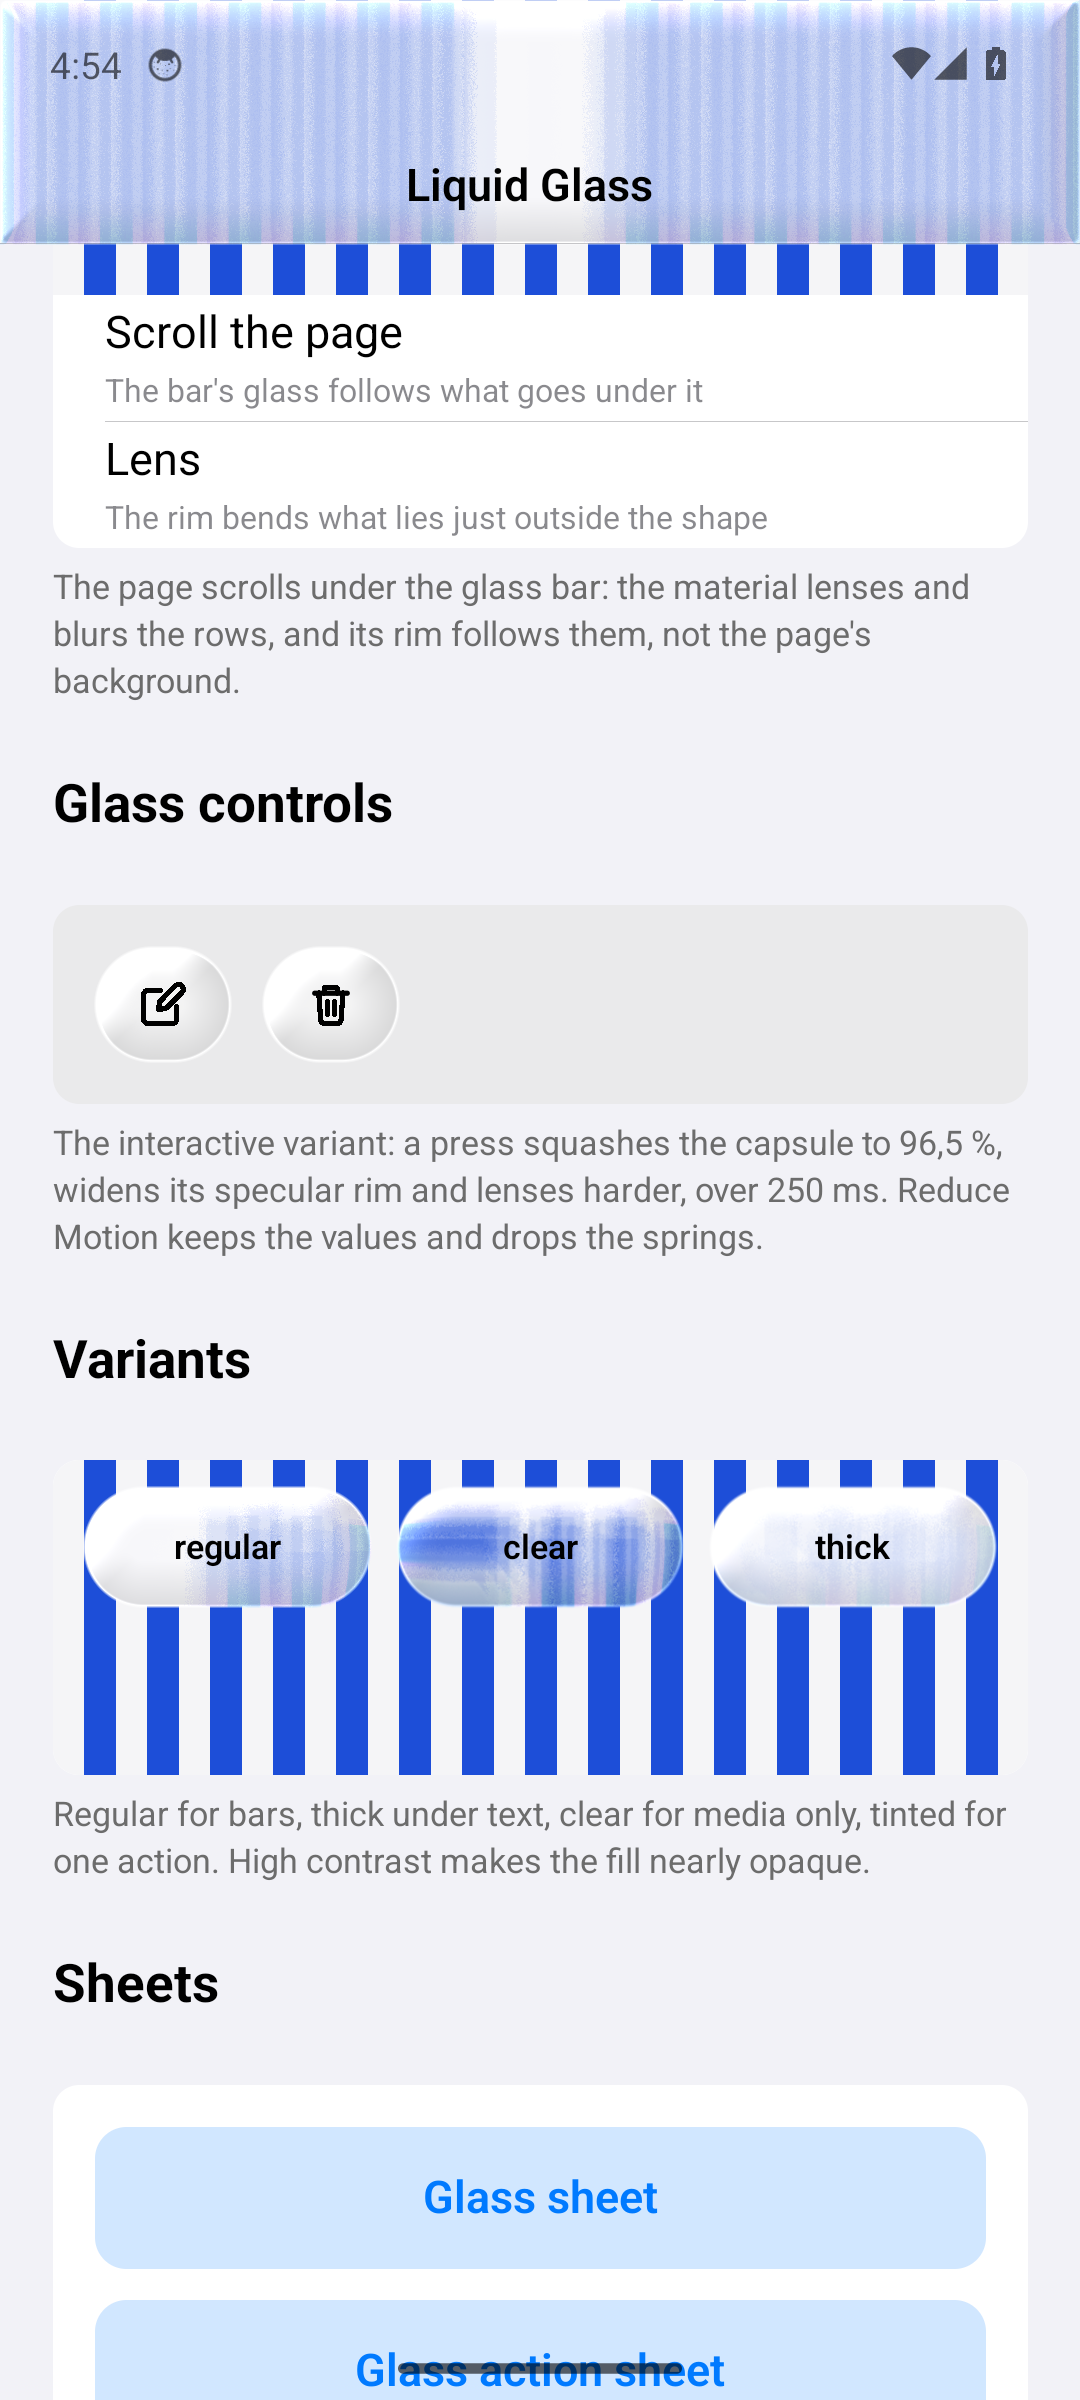 4:54
Liquid Glass
Scroll the page
The bar's glass follows what goes under it
Lens
The rim bends what lies just outside the shape
The page scrolls under the glass bar: the material lenses and
blurs the rows, and its rim follows them, not the page's
background.
Glass controls
The interactive variant: a press squashes the capsule to 96,5 %,
widens its specular rim and lenses harder, over 250 ms. Reduce
Motion keeps the values and drops the springs.
Variants
regular
clear
thick
Regular for bars, thick under text, clear for media only, tinted for
one action. High contrast makes the fill nearly opaque.
Sheets
Glass sheet
Glass action sheet